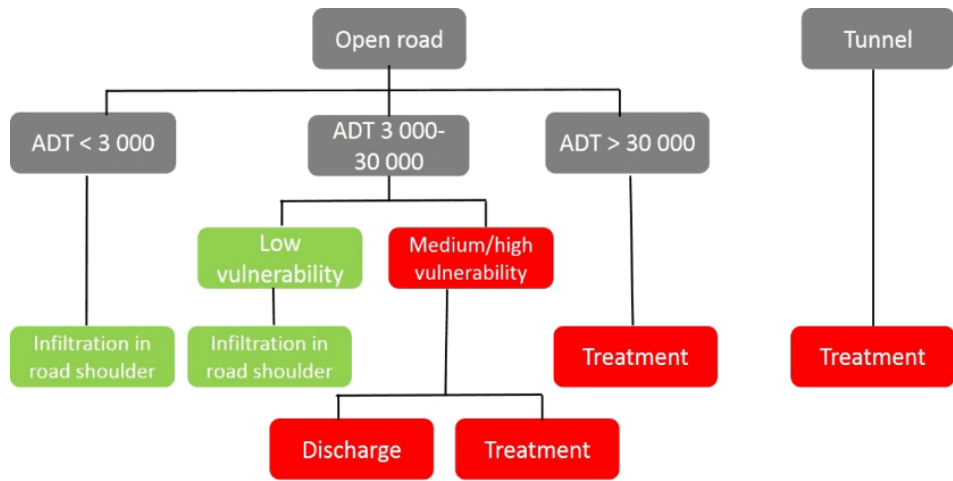 Open road
Tunnel
ADT < 3 000
ADT 3 000-
30 000
ADT > 30 000
Low
vulnerability
Medium/high
vulnerability
Infiltration in
road shoulder
Infiltration in
road shoulder
Treatment
Treatment
Discharge
Treatment